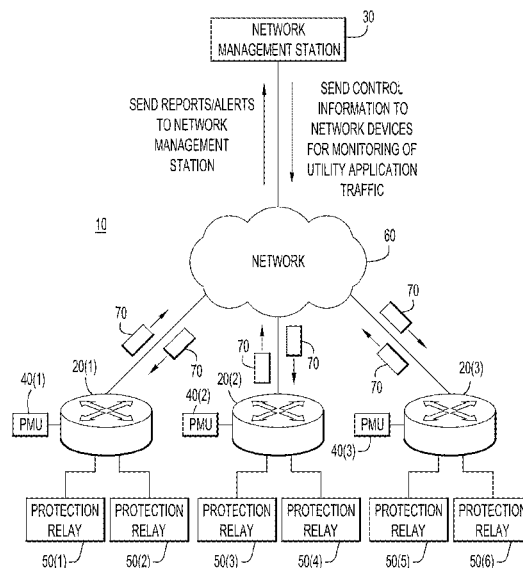 30
NETWORK
MANAGEMENT STATION
SEND REPORTS/ALERTS
TO NETWORK
MANAGEMENT
STATION
SEND CONTROL
INFORMATION TO
NETWORK DEVICES
FOR MONITORING OF
UTILITY APPLICATION
TRAFFIC
10
60
NETWORK
70
70
70
70
70
70
20(1)
20(2)
20(3)
40(1)
40(2)
40(3)
PMU
PMU
PMU
PROTECTION
RELAY
PROTECTION
RELAY
PROTECTION
RELAY
PROTECTION
RELAY
PROTECTION
RELAY
PROTECTION
RELAY
50(1)
50(2)
50(3)
50(4)
50(5)
50(6)